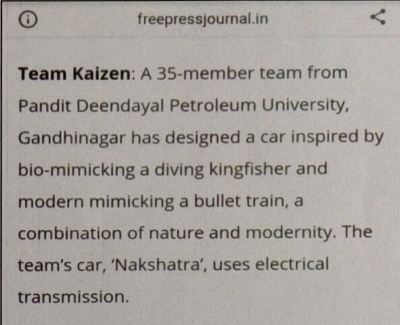 freepressjournal.in
Team Kaizen: A 35-member team from
Pandit Deendayal Petroleum University,
Gandhinagar has designed a car inspired by
bio-mimicking a diving kingfisher and
modern mimicking a bullet train, a
combination of nature and modernity. The
team's car, 'Nakshatra', uses electrical
transmission.